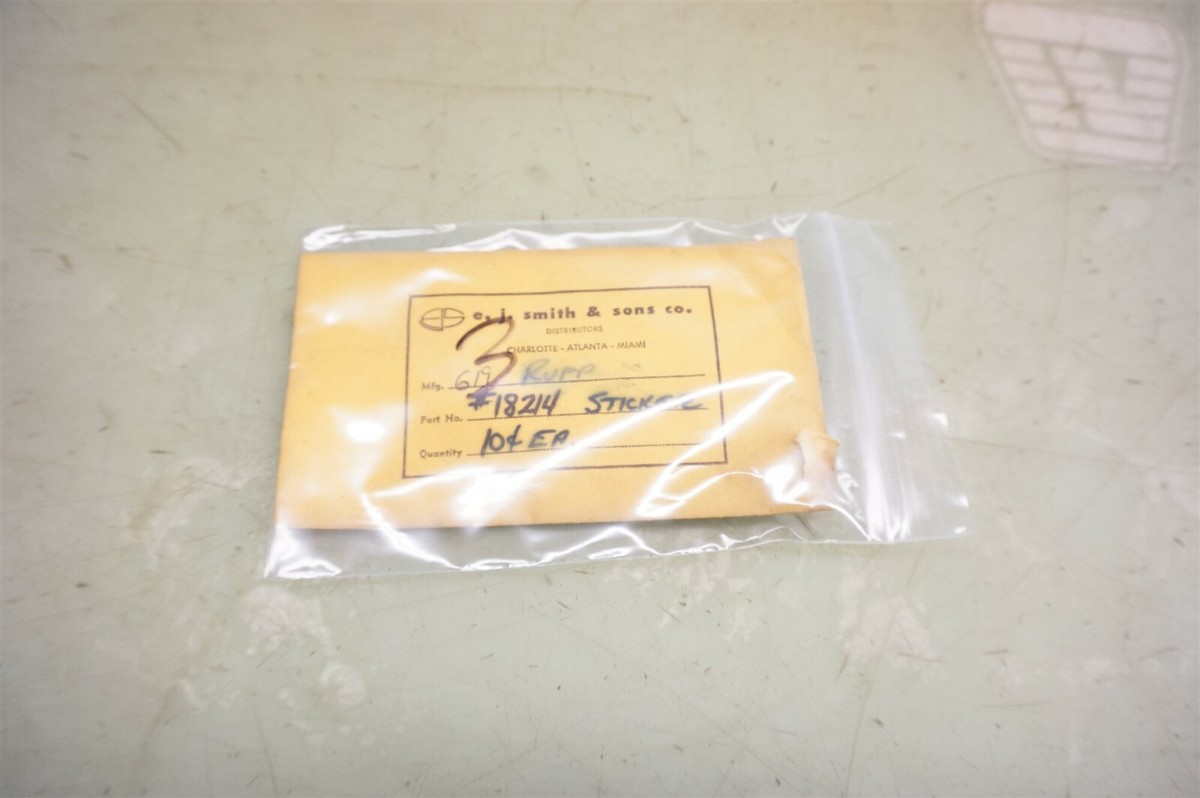 e. j. smith & sons co.
DISTRIBUTORS
CHARLOTTE - ATLANTA - MIAMI
3
Mfg. 619 RUPP
Part No. #18214 STICKER
Quantity 10¢ EA